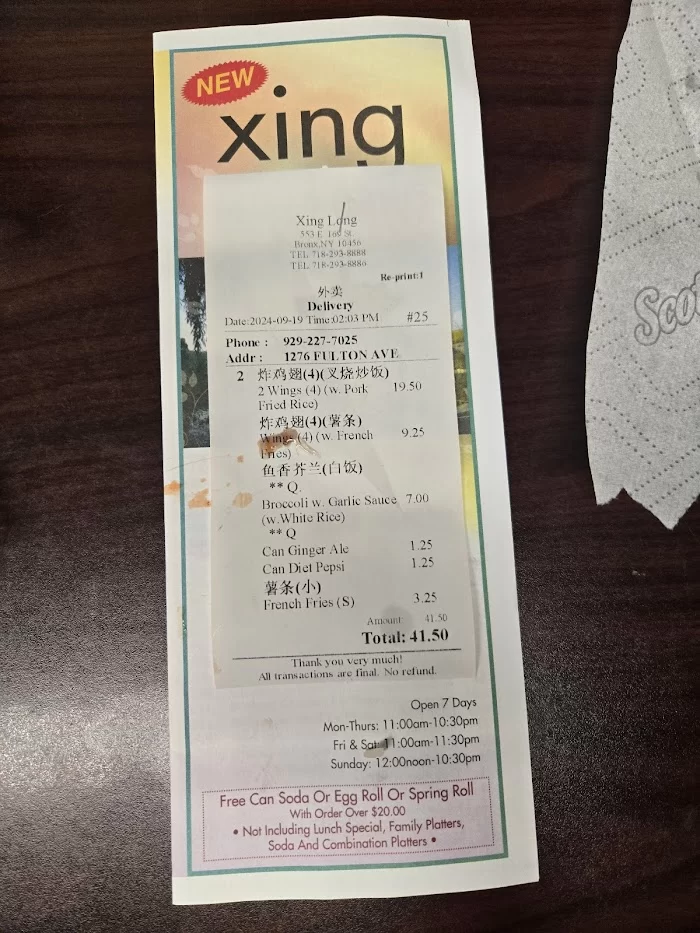 NEW
xing
Xing Long
553 E. 169 St.
Bronx,NY 10456
TEL 718-293-8888
TEL 718-293-8886
Re-print:1
外卖
Delivery
Date:2024-09-19 Time:02:03 PM #25
Phone : 929-227-7025
Addr : 1276 FULTON AVE
2 炸鸡翅(4)(叉烧炒饭)
2 Wings (4) (w. Pork 19.50
Fried Rice)
炸鸡翅(4)(薯条)
Wings (4) (w. French 9.25
Fries)
鱼香芥兰(白饭)
** Q.
Broccoli w. Garlic Sauce 7.00
(w.White Rice)
** Q
Can Ginger Ale 1.25
Can Diet Pepsi 1.25
薯条(小)
French Fries (S) 3.25
Amount: 41.50
Total: 41.50
Thank you very much!
All transactions are final. No refund.
Open 7 Days
Mon-Thurs: 11:00am-10:30pm
Fri & Sat: 11:00am-11:30pm
Sunday: 12:00noon-10:30pm
Free Can Soda Or Egg Roll Or Spring Roll
With Order Over $20.00
• Not Including Lunch Special, Family Platters,
Soda And Combination Platters •